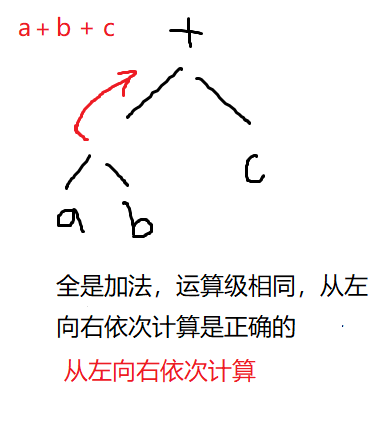 a + b + c
+
c
a b
全是加法，运算级相同，从左
向右依次计算是正确的
从左向右依次计算